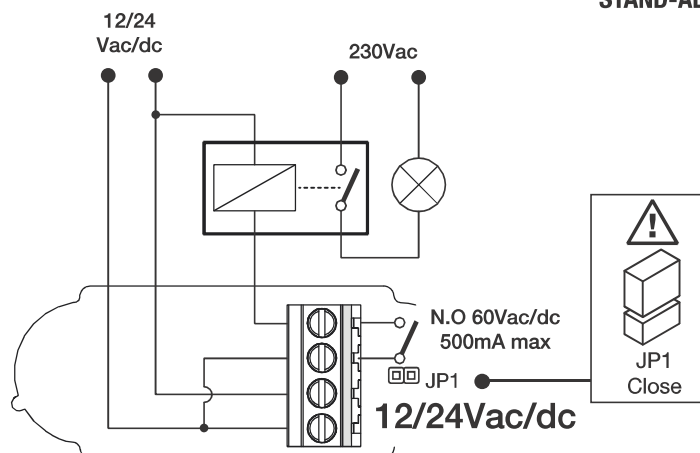 12/24
Vac/dc
230Vac
N.O 60Vac/dc
500mA max
JP1
12/24Vac/dc
JP1
Close